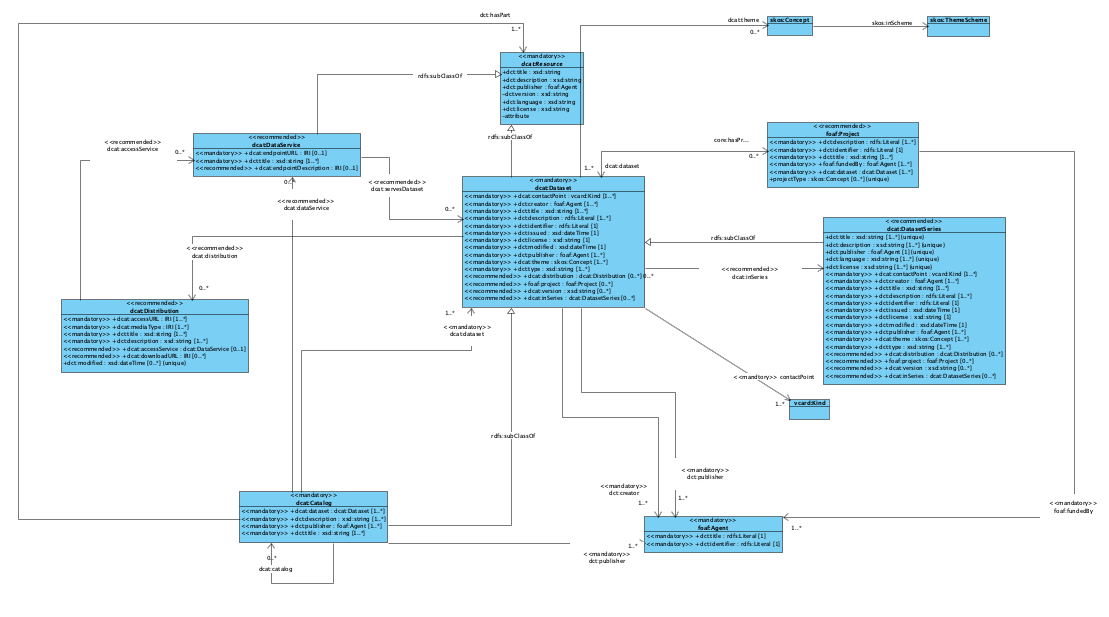 dct:hasPart
1..*
dcat:theme
0..*
skos:Concept
skos:inScheme
skos:ThemeScheme
<<mandatory>>
dcat:Resource
+dct:title : xsd:string
+dct:description : xsd:string
+dct:publisher : foaf:Agent
-dct:version : xsd:string
+dct:language : xsd:string
+dct:license : xsd:string
-attribute
rdfs:subClassOf
rdfs:subClassOf
<<recommended>>
dcat:accessService
0..*
<<recommended>>
dcat:DataService
<<mandatory>> +dcat:endpointURL : IRI [0..1]
<<mandatory>> +dct:title : xsd:string [1..*]
<<recommended>> +dcat:endpointDescription : IRI [0..1]
<<recommended>>
dcat:servesDataset
0..*
0..*
<<recommended>>
dcat:dataService
core:hasPr...
0..*
1..*
dcat:dataset
<<recommended>>
foaf:Project
<<mandatory>> +dct:description : rdfs:Literal [1..*]
<<mandatory>> +dct:identifier : rdfs:Literal [1]
<<mandatory>> +dct:title : xsd:string [1..*]
<<mandatory>> +foaf:fundedBy : foaf:Agent [1..*]
<<mandatory>> +dcat:dataset : dcat:Dataset [1..*]
+projectType : skos:Concept [0..*] {unique}
<<mandatory>>
dcat:Dataset
<<mandatory>> +dcat:contactPoint : vcard:Kind [1..*]
<<mandatory>> +dct:creator : foaf:Agent [1..*]
<<mandatory>> +dct:title : xsd:string [1..*]
<<mandatory>> +dct:description : rdfs:Literal [1..*]
<<mandatory>> +dct:identifier : rdfs:Literal [1]
<<mandatory>> +dct:issued : xsd:dateTime [1]
<<mandatory>> +dct:license : xsd:string [1]
<<mandatory>> +dct:modified : xsd:dateTime [1]
<<mandatory>> +dct:publisher : foaf:Agent [1..*]
<<mandatory>> +dcat:theme : skos:Concept [1..*]
<<mandatory>> +dct:type : xsd:string [1..*]
<<recommended>> +dcat:distribution : dcat:Distribution [0..*]
<<recommended>> +foaf:project : foaf:Project [0..*]
<<recommended>> +dcat:version : xsd:string [0..*]
<<recommended>> +dcat:inSeries : dcat:DatasetSeries [0..*]
0..*
rdfs:subClassOf
<<recommended>>
dcat:inSeries
<<recommended>>
dcat:DatasetSeries
+dct:title : xsd:string [1..*] {unique}
+dct:description : xsd:string [1..*] {unique}
+dct:publisher : foaf:Agent [1] {unique}
+dct:language : xsd:string [1..*] {unique}
+dct:license : xsd:string [1..*] {unique}
<<mandatory>> +dcat:contactPoint : vcard:Kind [1..*]
<<mandatory>> +dct:creator : foaf:Agent [1..*]
<<mandatory>> +dct:title : xsd:string [1..*]
<<mandatory>> +dct:description : rdfs:Literal [1..*]
<<mandatory>> +dct:identifier : rdfs:Literal [1]
<<mandatory>> +dct:issued : xsd:dateTime [1]
<<mandatory>> +dct:license : xsd:string [1]
<<mandatory>> +dct:modified : xsd:dateTime [1]
<<mandatory>> +dct:publisher : foaf:Agent [1..*]
<<mandatory>> +dcat:theme : skos:Concept [1..*]
<<mandatory>> +dct:type : xsd:string [1..*]
<<recommended>> +dcat:distribution : dcat:Distribution [0..*]
<<recommended>> +foaf:project : foaf:Project [0..*]
<<recommended>> +dcat:version : xsd:string [0..*]
<<recommended>> +dcat:inSeries : dcat:DatasetSeries [0..*]
<<recommended>>
dcat:distribution
0..*
<<recommended>>
dcat:Distribution
<<mandatory>> +dcat:accessURL : IRI [1..*]
<<mandatory>> +dcat:mediaType : IRI [1..*]
<<mandatory>> +dct:title : xsd:string [1..*]
<<mandatory>> +dct:description : xsd:string [1..*]
<<recommended>> +dcat:accessService : dcat:DataService [0..1]
<<recommended>> +dcat:downloadURL : IRI [0..*]
+dct:modified : xsd:dateTime [0..*] {unique}
1..*
<<mandatory>>
dcat:dataset
<<mandtory>> contactPoint
1..*
vcard:Kind
rdfs:subClassOf
<<mandatory>>
dct:publisher
1..*
<<mandatory>>
dct:creator
1..*
<<mandatory>>
foaf:fundedBy
1..*
<<mandatory>>
dcat:Catalog
<<mandatory>> +dcat:dataset : dcat:Dataset [1..*]
<<mandatory>> +dct:description : xsd:string [1..*]
<<mandatory>> +dct:publisher : foaf:Agent [1..*]
<<mandatory>> +dct:title : xsd:string [1..*]
<<mandatory>>
foaf:Agent
<<mandatory>> +dct:title : rdfs:Literal [1]
<<mandatory>> +dct:identifier : rdfs:Literal [1]
1..*
<<mandatory>>
dct:publisher
0..*
dcat:catalog